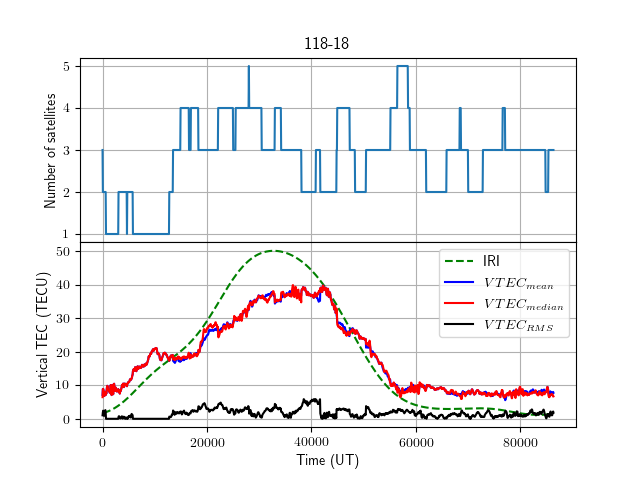 118-18
5
4
3
2
1
Number of satellites
50
40
30
20
10
0
Vertical TEC (TECU)
IRI
VTEC_mean
VTEC_median
VTEC_RMS
0 20000 40000 60000 80000
Time (UT)